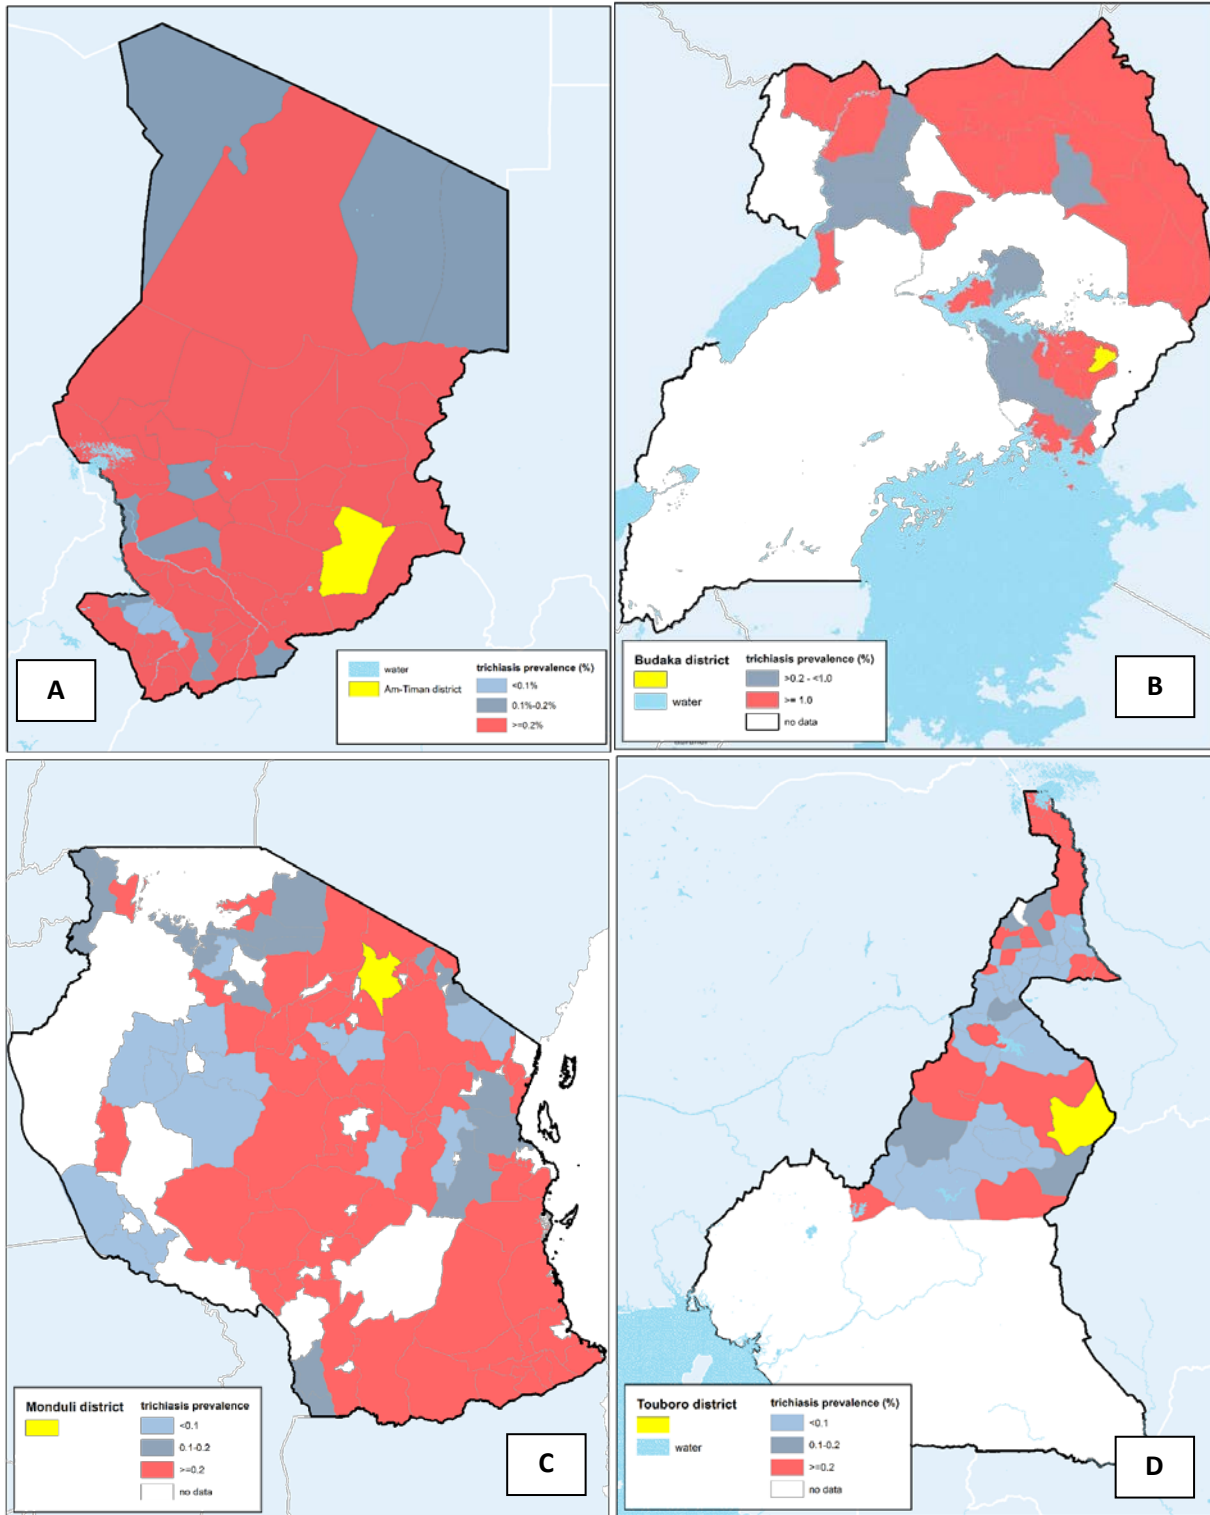 A
water
Am-Timan district
trichiasis prevalence (%)
<0.1%
0.1%-0.2%
>=0.2%
B
Budaka district
water
trichiasis prevalence (%)
>0.2 - <1.0
>= 1.0
no data
C
Monduli district
trichiasis prevalence
<0.1
0.1-0.2
>=0.2
no data
D
Touboro district
water
trichiasis prevalence (%)
<0.1
0.1-0.2
>=0.2
no data